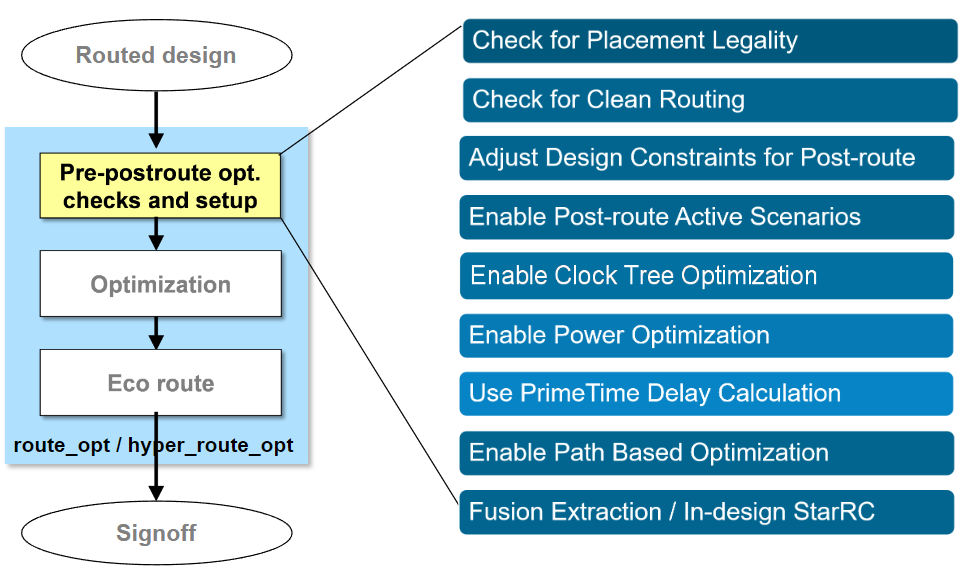 Routed design
Pre-postroute opt.
checks and setup
Optimization
Eco route
route_opt / hyper_route_opt
Signoff
Check for Placement Legality
Check for Clean Routing
Adjust Design Constraints for Post-route
Enable Post-route Active Scenarios
Enable Clock Tree Optimization
Enable Power Optimization
Use PrimeTime Delay Calculation
Enable Path Based Optimization
Fusion Extraction / In-design StarRC